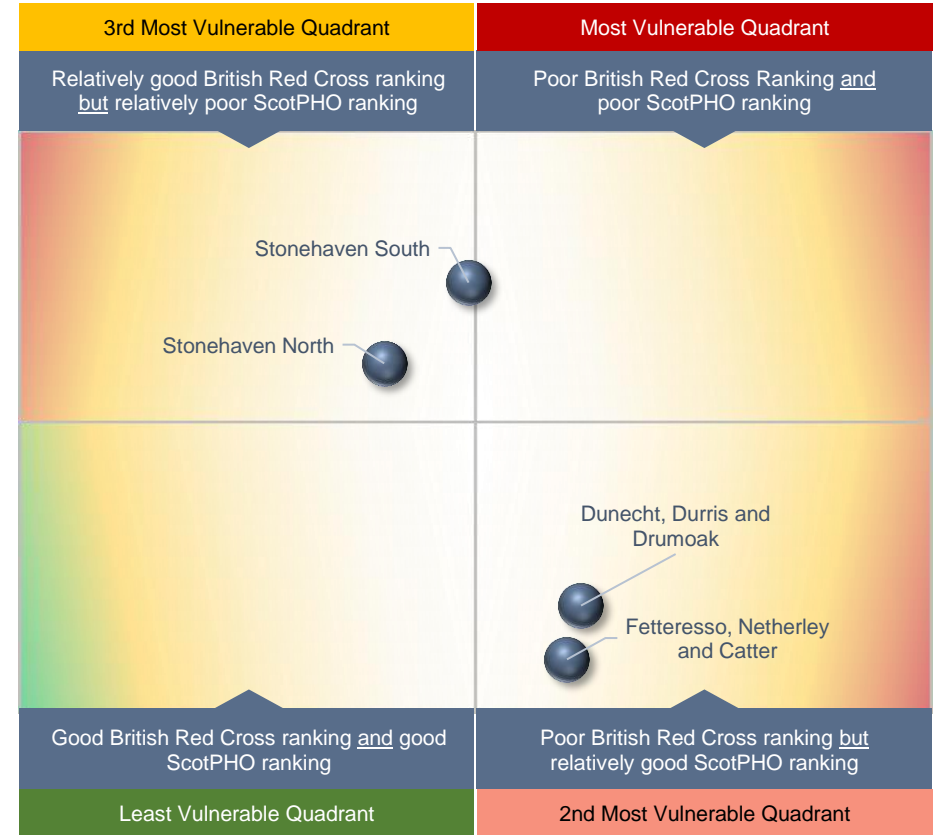 3rd Most Vulnerable Quadrant
Most Vulnerable Quadrant
Relatively good British Red Cross ranking
but relatively poor ScotPHO ranking
Poor British Red Cross Ranking and
poor ScotPHO ranking
Stonehaven South
Stonehaven North
Dunecht, Durris and
Drumoak
Fetteresso, Netherley
and Catter
Good British Red Cross ranking and good
ScotPHO ranking
Poor British Red Cross ranking but
relatively good ScotPHO ranking
Least Vulnerable Quadrant
2nd Most Vulnerable Quadrant